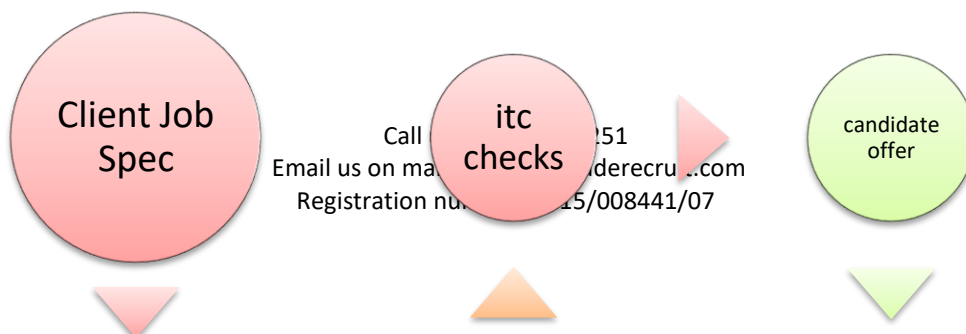 Client Job
Spec
Call 251
Email us on ma iderecruit.com
Registration nu 15/008441/07
itc
checks
candidate
offer